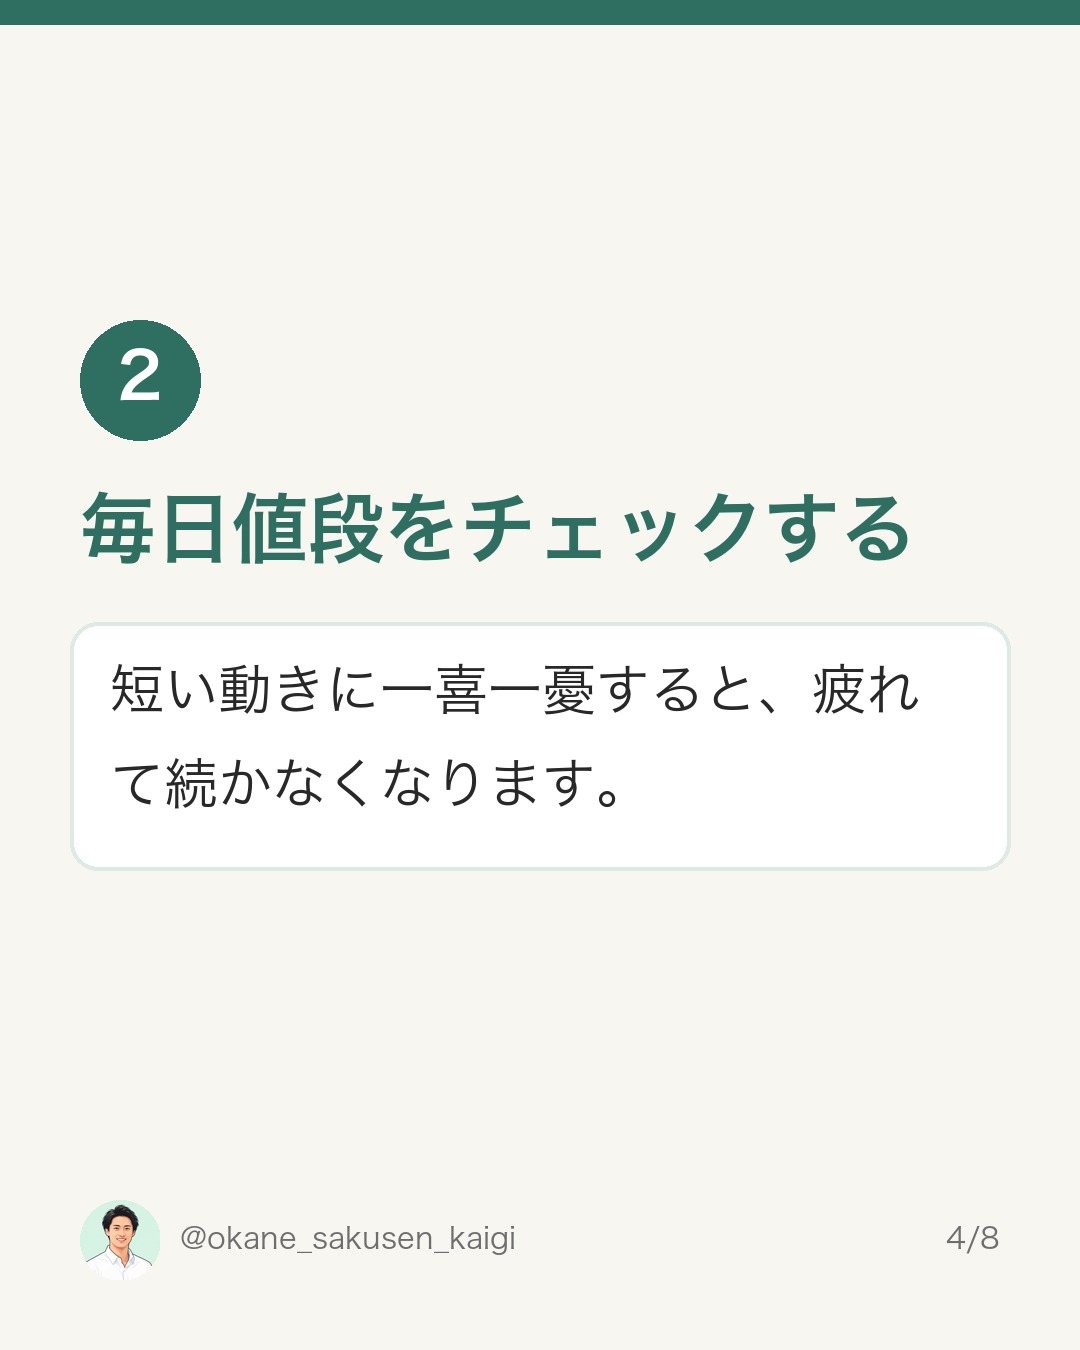 2
毎日値段をチェックする
短い動きに一喜一憂すると、疲れ
て続かなくなります。
@okane_sakusen_kaigi
4/8